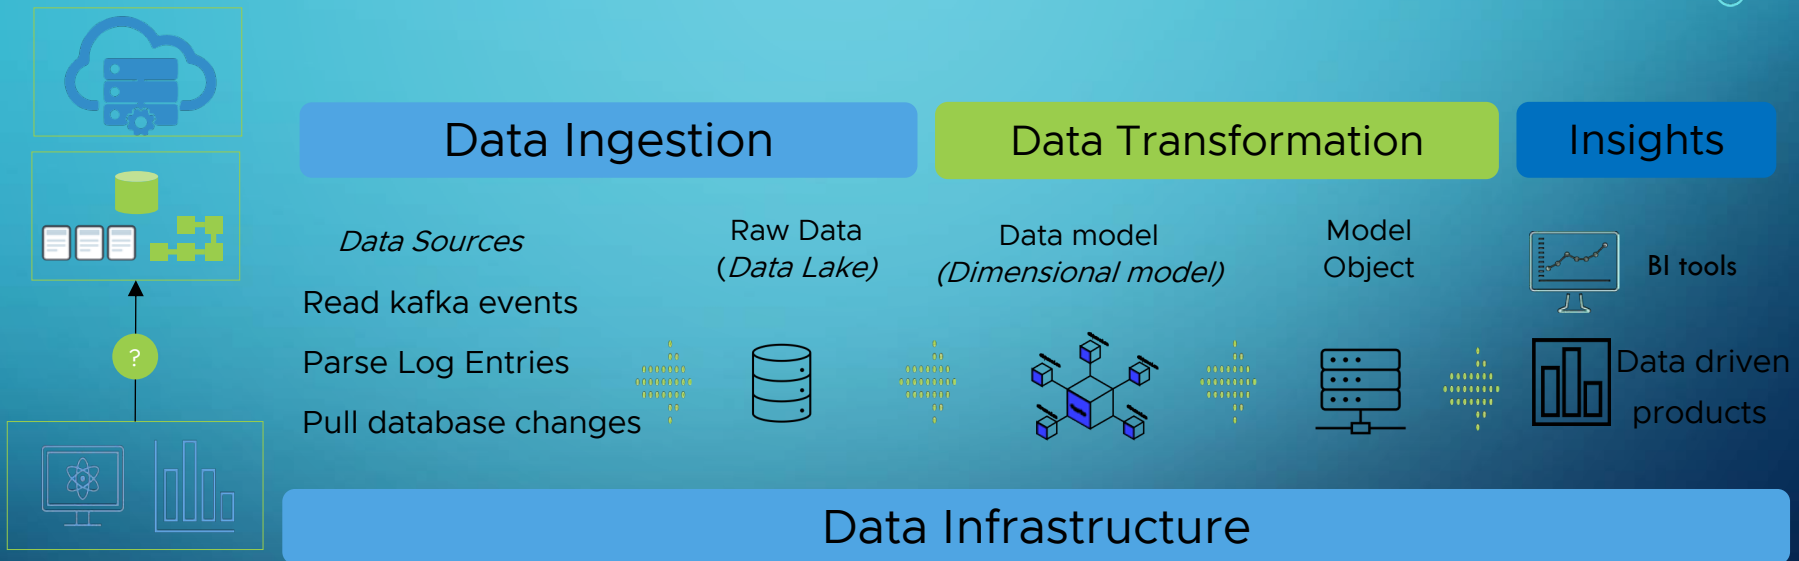 Data Ingestion
Data Transformation
Insights
Data Sources
Raw Data
(Data Lake)
Data model
(Dimensional model)
Model
Object
BI tools
Read kafka events
Parse Log Entries
Pull database changes
?
Data driven
products
Data Infrastructure